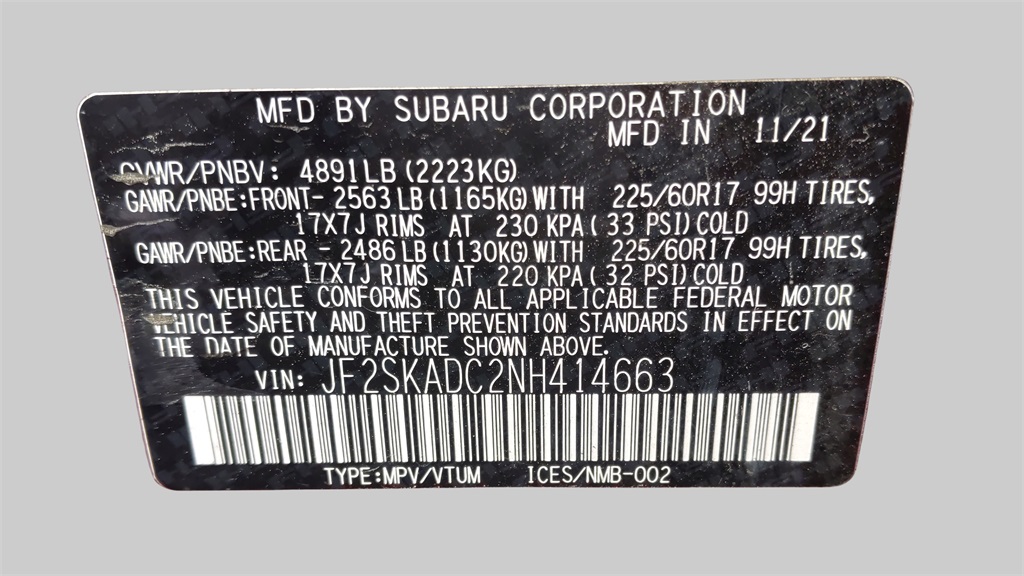 MFD BY SUBARU CORPORATION
MFD IN 11/21
GVWR/PNBV: 4891LB (2223KG)
GAWR/PNBE:FRONT- 2563 LB (1165KG) WITH 225/60R17 99H TIRES,
17X7J RIMS AT 230 KPA ( 33 PSI) COLD
GAWR/PNBE:REAR - 2486 LB (1130KG) WITH 225/60R17 99H TIRES,
17X7J RIMS AT 220 KPA ( 32 PSI) COLD
THIS VEHICLE CONFORMS TO ALL APPLICABLE FEDERAL MOTOR
VEHICLE SAFETY AND THEFT PREVENTION STANDARDS IN EFFECT ON
THE DATE OF MANUFACTURE SHOWN ABOVE.
VIN: JF2SKADC2NH414663
TYPE:MPV/VTUM ICES/NMB-002